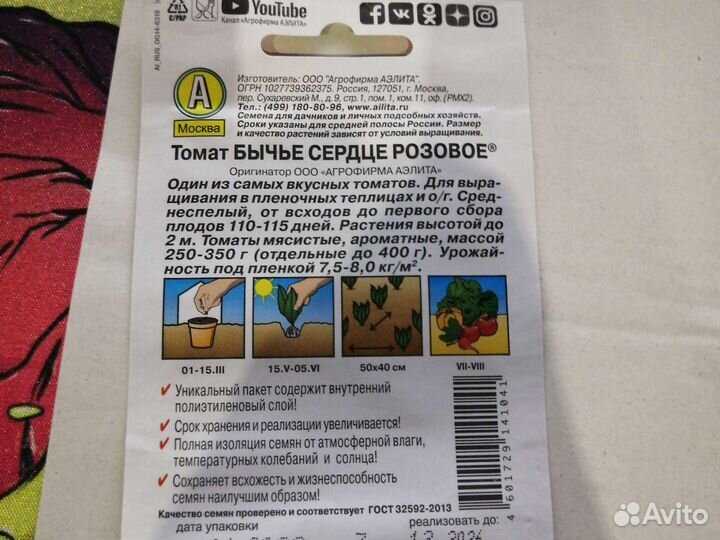 YouTube
Канал «Агрофирма АЭЛИТА»
C/PAP
AI_RUS_DG14-6318
А
Москва
Изготовитель: ООО "Агрофирма АЭЛИТА".
ОГРН 1027739362375. Россия, 127051, г. Москва,
пер. Сухаревский М., д.9, стр.1, пом.1, ком.11, оф.(РМХ2).
Тел.: (499) 180-80-96, www.ailita.ru
Семена для дачников и личных подсобных хозяйств.
Сроки указаны для средней полосы России. Размер
и качество растений зависят от условий выращивания.
Томат БЫЧЬЕ СЕРДЦЕ РОЗОВОЕ®
Оригинатор ООО «АГРОФИРМА АЭЛИТА»
Один из самых вкусных томатов. Для выра-
щивания в пленочных теплицах и о/г. Сред-
неспелый, от всходов до первого сбора
плодов 110-115 дней. Растения высотой до
2 м. Томаты мясистые, ароматные, массой
250-350 г (отдельные до 400 г). Урожай-
ность под пленкой 7,5-8,0 кг/м².
01-15.III
15.V-05.VI
50x40 см
VII-VIII
✓ Уникальный пакет содержит внутренний
полиэтиленовый слой!
✓ Срок хранения и реализации увеличивается!
✓ Полная изоляция семян от атмосферной влаги,
температурных колебаний и солнца!
✓ Сохраняет всхожесть и жизнеспособность
семян наилучшим образом!
4 601729 141041
Качество семян проверено и соответствует ГОСТ 32592-2013
дата упаковки
реализовать до:
Avito